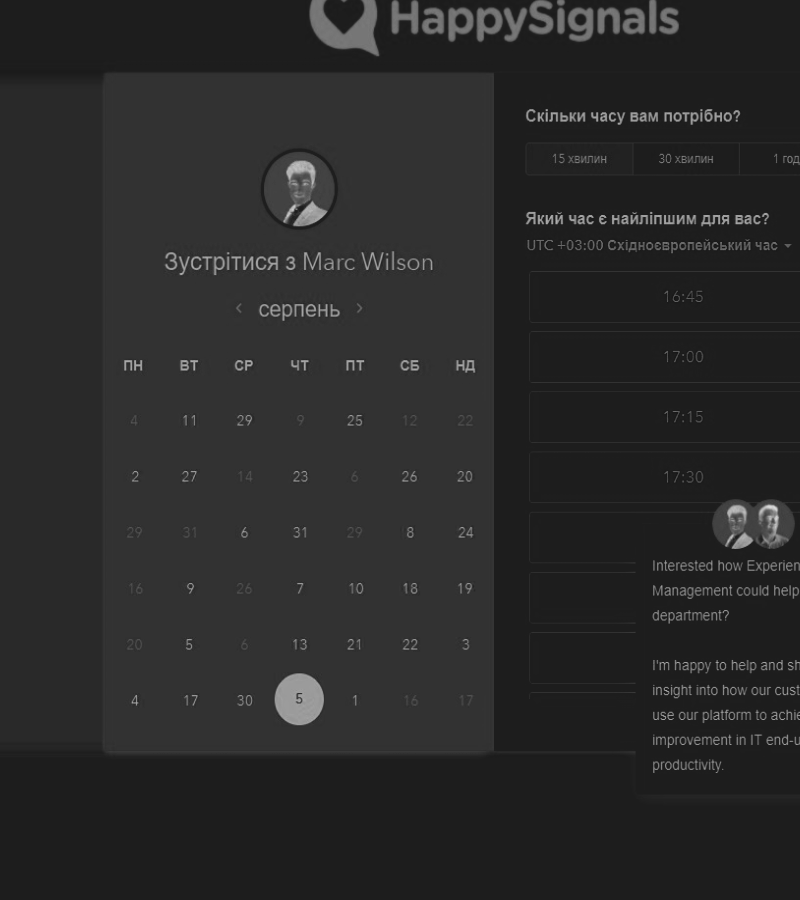 HappySignals
Зустрітися з Marc Wilson
серпень
ПН ВТ СР ЧТ ПТ СБ НД
4 11 29 9 25 12 22
2 27 14 23 6 26 20
29 31 6 31 29 8 24
16 9 26 7 10 18 19
20 5 6 13 21 22 3
4 17 30 5 1 16 17
Скільки часу вам потрібно?
15 хвилин 30 хвилин 1 год
Який час є найліпшим для вас?
UTC +03:00 Східноєвропейський час
16:45
17:00
17:15
17:30
Interested how Experien
Management could help
department?
I'm happy to help and sh
insight into how our cust
use our platform to achie
improvement in IT end-u
productivity.